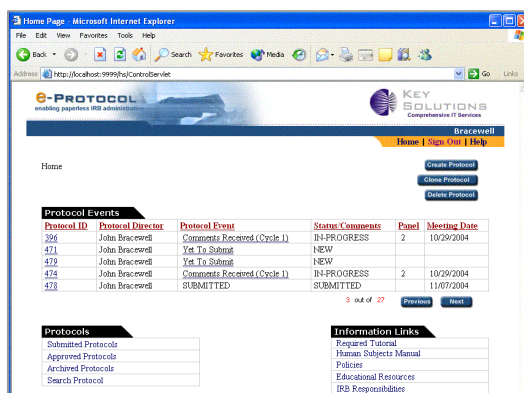 Home Page - Microsoft Internet Explorer
File Edit View Favorites Tools Help
Back Search Favorites Media
Address http://localhost:9999/hs/ControlServlet Go Links
e-Protocol
enabling paperless IRB administration
Key Solutions
Comprehensive IT Services
Bracewell
Home | Sign Out | Help
Home
Create Protocol
Clone Protocol
Delete Protocol
Protocol Events
Protocol ID Protocol Director Protocol Event Status/Comments Panel Meeting Date
396 John Bracewell Comments Received (Cycle 1) IN-PROGRESS 2 10/29/2004
471 John Bracewell Yet To Submit NEW
479 John Bracewell Yet To Submit NEW
474 John Bracewell Comments Received (Cycle 1) IN-PROGRESS 2 10/29/2004
478 John Bracewell SUBMITTED SUBMITTED 11/07/2004
3 out of 27 Previous Next
Protocols
Submitted Protocols
Approved Protocols
Archived Protocols
Search Protocol
Information Links
Required Tutorial
Human Subjects Manual
Policies
Educational Resources
IRB Responsibilities